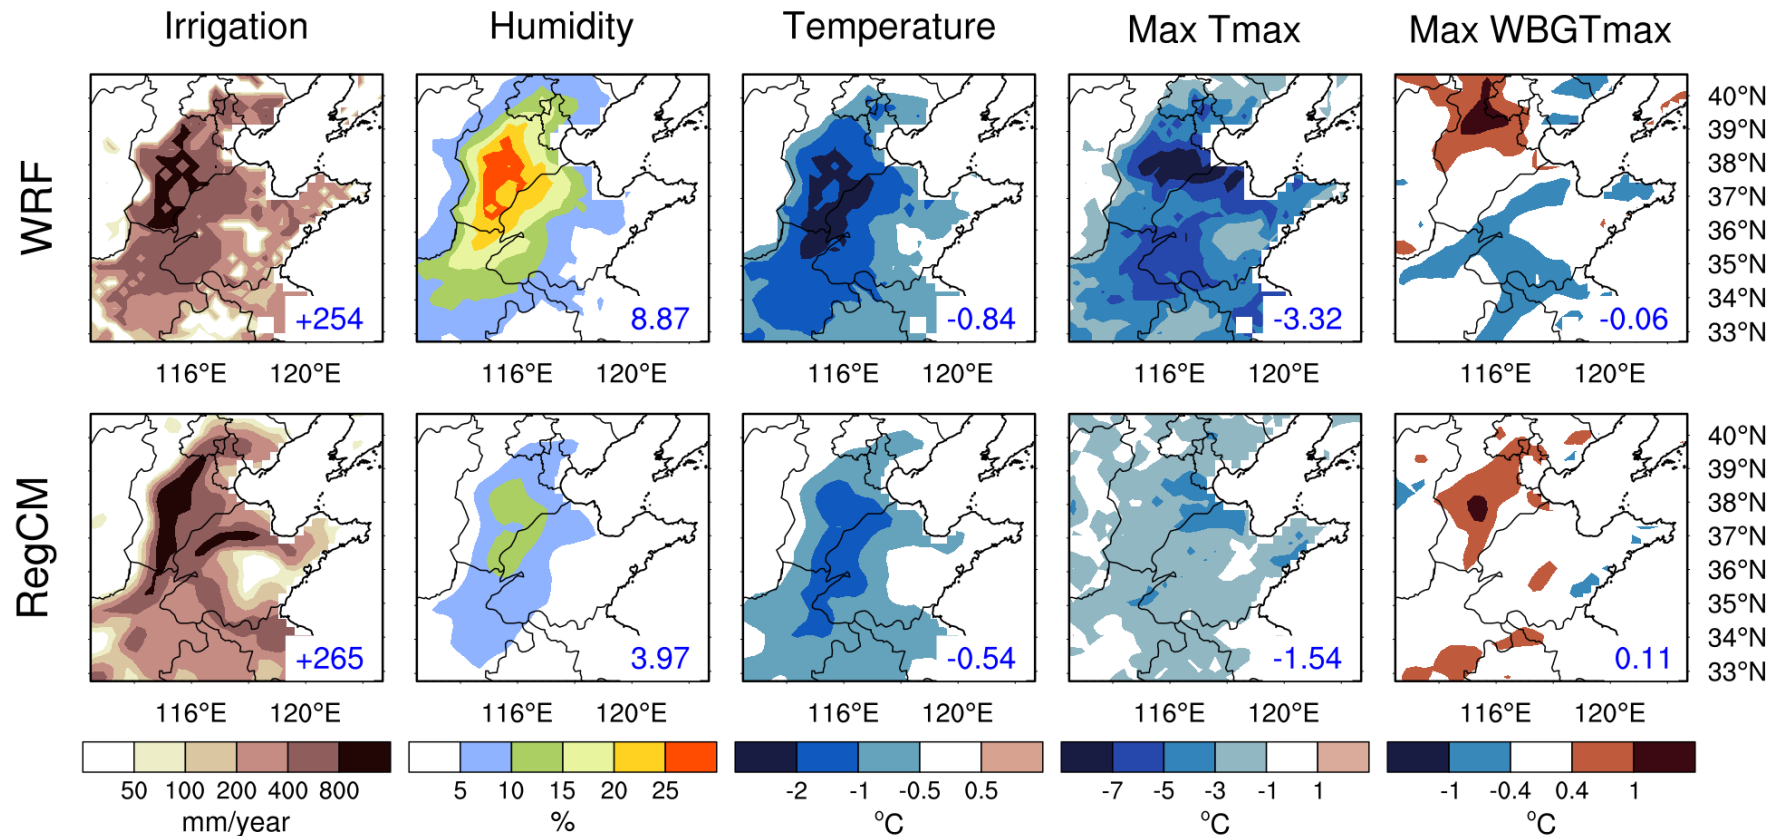 Irrigation Humidity Temperature Max Tmax Max WBGTmax
WRF
40°N
39°N
38°N
37°N
36°N
35°N
34°N
33°N
+254 8.87 -0.84 -3.32 -0.06
116°E 120°E 116°E 120°E 116°E 120°E 116°E 120°E 116°E 120°E
RegCM
40°N
39°N
38°N
37°N
36°N
35°N
34°N
33°N
+265 3.97 -0.54 -1.54 0.11
116°E 120°E 116°E 120°E 116°E 120°E 116°E 120°E 116°E 120°E
50 100 200 400 800 5 10 15 20 25 -2 -1 -0.5 0.5 -7 -5 -3 -1 1 -1 -0.4 0.4 1
mm/year % °C °C °C